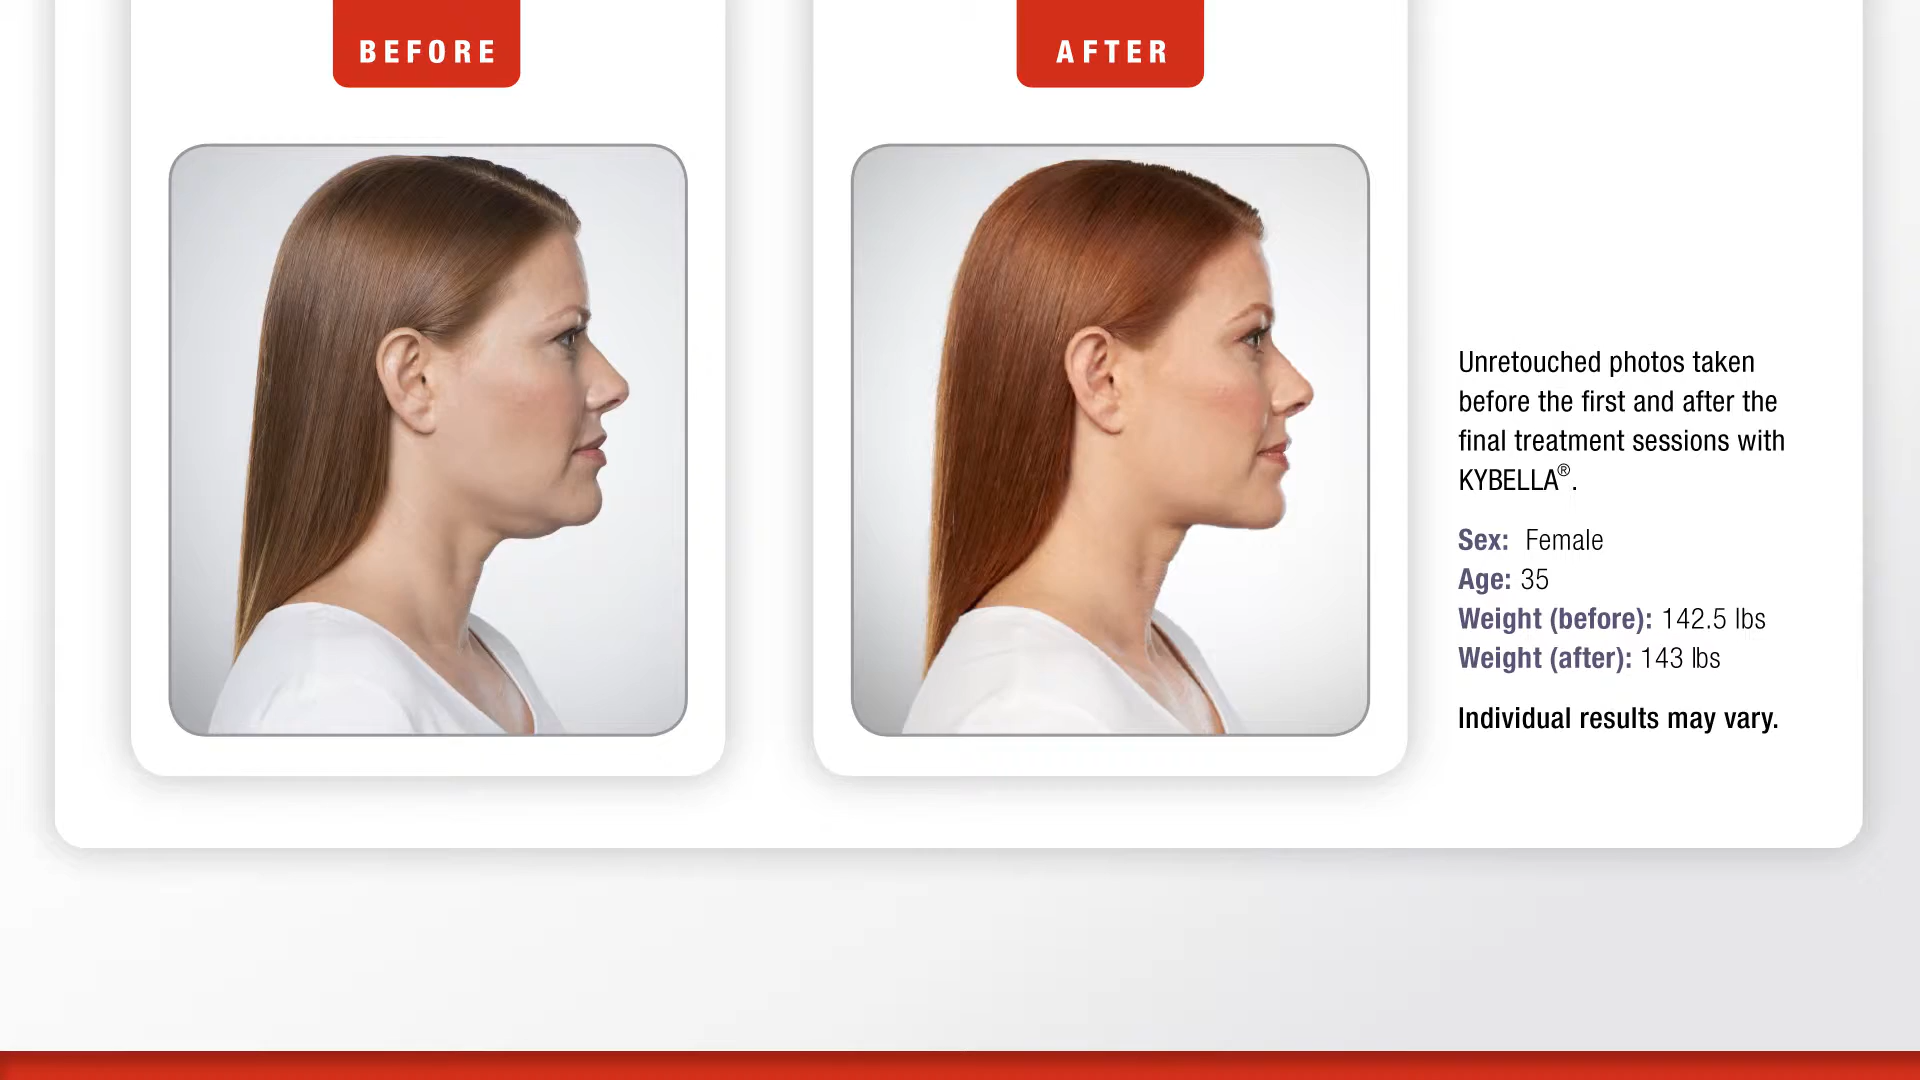 BEFORE
AFTER
Unretouched photos taken
before the first and after the
final treatment sessions with
KYBELLA®.
Sex: Female
Age: 35
Weight (before): 142.5 lbs
Weight (after): 143 lbs
Individual results may vary.